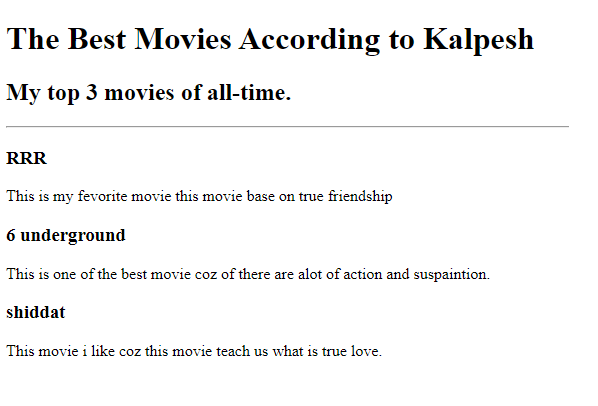 The Best Movies According to Kalpesh
My top 3 movies of all-time.
RRR
This is my fevorite movie this movie base on true friendship
6 underground
This is one of the best movie coz of there are alot of action and suspaintion.
shiddat
This movie i like coz this movie teach us what is true love.